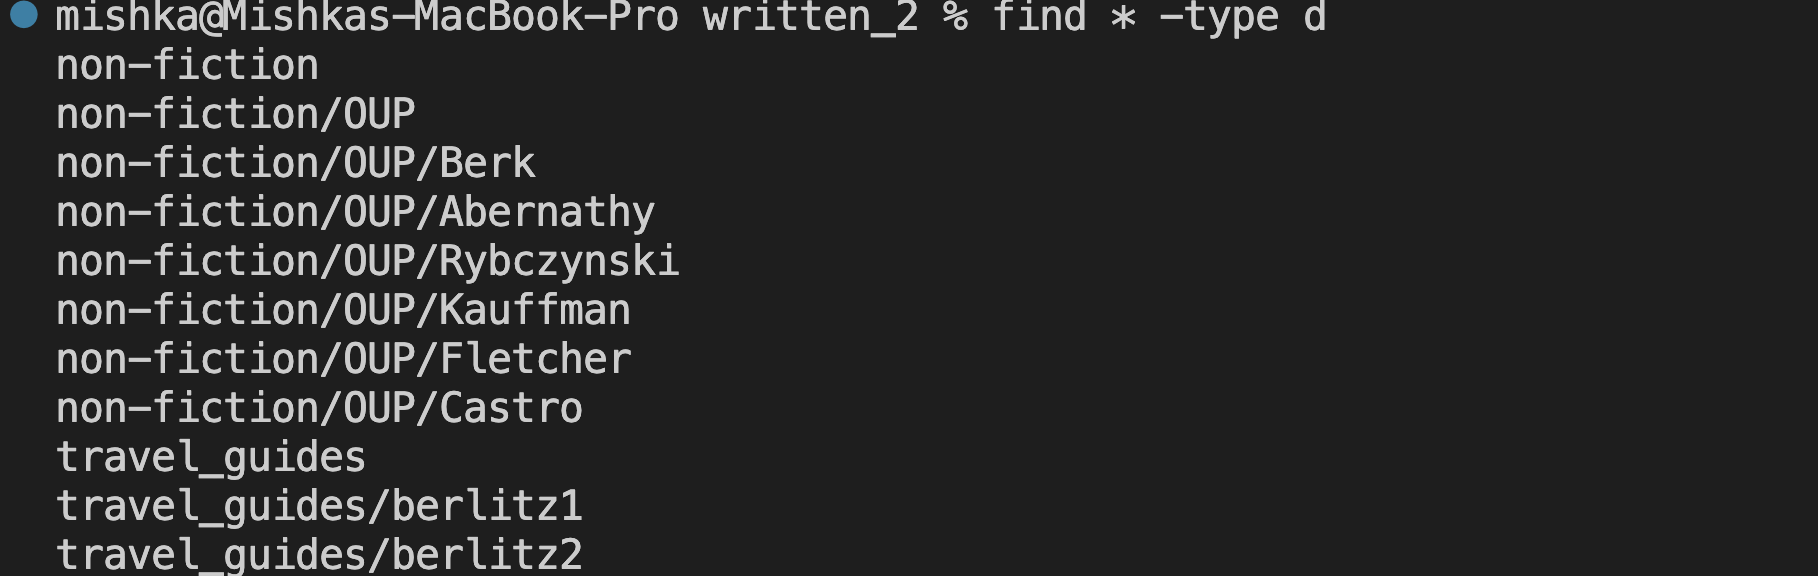 mishka@Mishkas-MacBook-Pro written_2 % find * -type d
non-fiction
non-fiction/OUP
non-fiction/OUP/Berk
non-fiction/OUP/Abernathy
non-fiction/OUP/Rybczynski
non-fiction/OUP/Kauffman
non-fiction/OUP/Fletcher
non-fiction/OUP/Castro
travel_guides
travel_guides/berlitz1
travel_guides/berlitz2